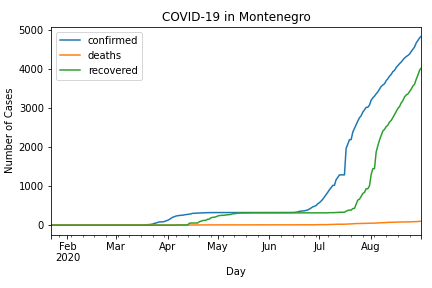 COVID-19 in Montenegro
5000
4000
3000
2000
1000
0
Number of Cases
confirmed
deaths
recovered
Feb Mar Apr May Jun Jul Aug
2020
Day